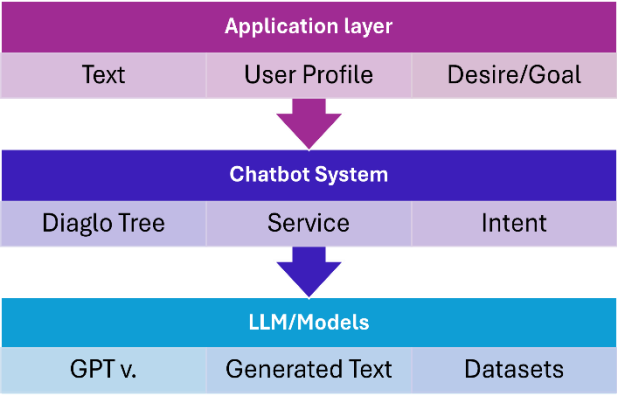 Application layer
Text User Profile Desire/Goal
Chatbot System
Diaglo Tree Service Intent
LLM/Models
GPT v. Generated Text Datasets